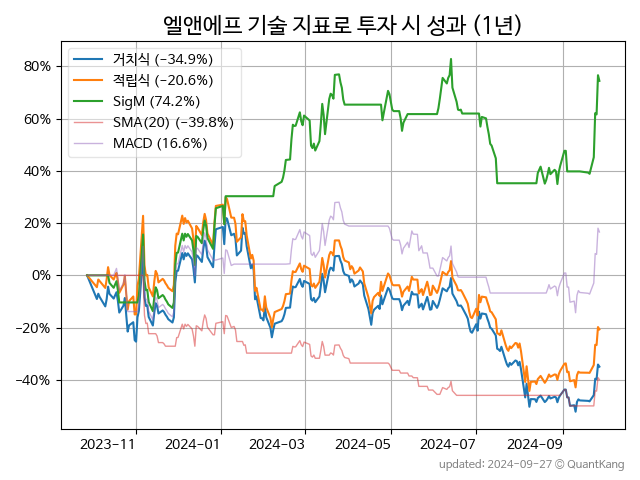 엘앤에프 기술 지표로 투자 시 성과 (1년)
거치식 (−34.9%)
적립식 (−20.6%)
SigM (74.2%)
SMA(20) (−39.8%)
MACD (16.6%)
80%
60%
40%
20%
0%
−20%
−40%
2023-11
2024-01
2024-03
2024-05
2024-07
2024-09
updated: 2024-09-27 © QuantKang